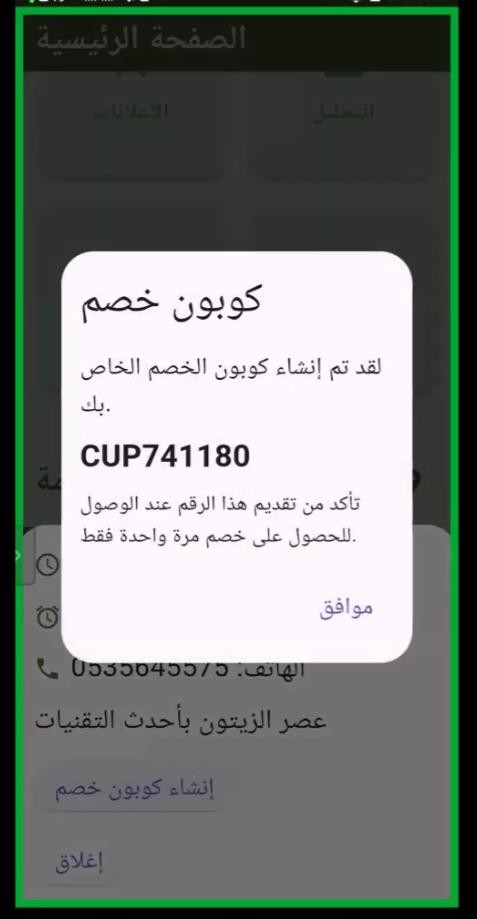 الصفحة الرئيسية
الاعلانات
التحليل
كوبون خصم
لقد تم إنشاء كوبون الخصم الخاص
بك.
CUP741180
تأكد من تقديم هذا الرقم عند الوصول
للحصول على خصم مرة واحدة فقط.
موافق
الهاتف: 0535645575
عصر الزيتون بأحدث التقنيات
إنشاء كوبون خصم
إغلاق